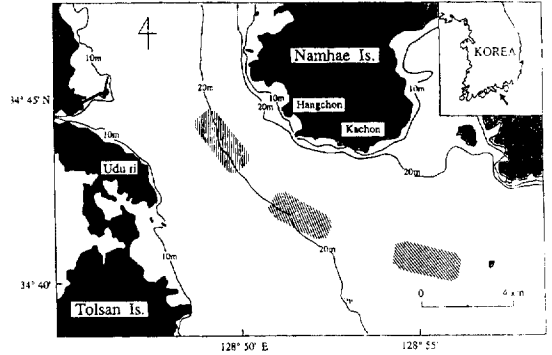 4
Namhae Is.
KOREA
10m
10m
20m
10m
20m
Hangchon
34° 45' N
10m
Kachon
20m
Udu ri
10m
20m
34° 40'
Tolsan Is.
0
128° 50' E
128° 55'